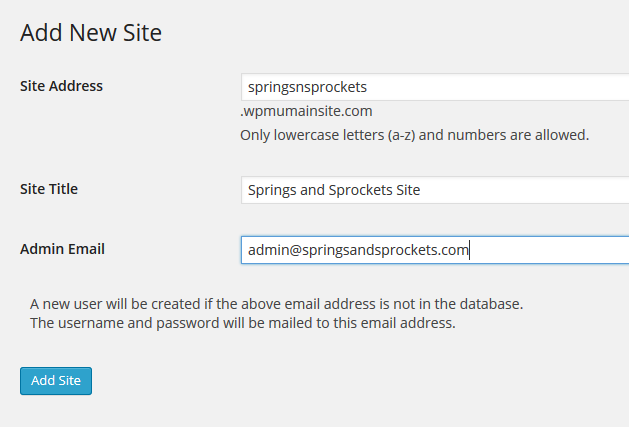 Add New Site
Site Address
springsnsprockets
.wpmumainsite.com
Only lowercase letters (a-z) and numbers are allowed.
Site Title
Springs and Sprockets Site
Admin Email
admin@springsandsprockets.com
A new user will be created if the above email address is not in the database.
The username and password will be mailed to this email address.
Add Site